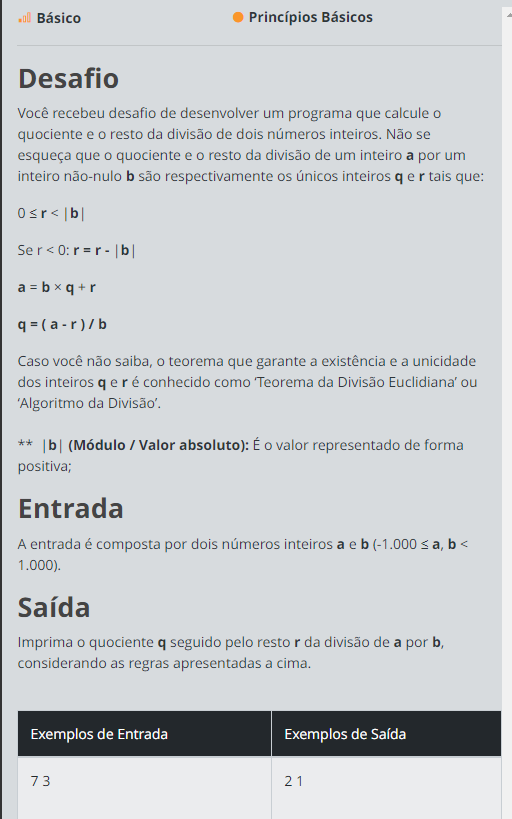 Básico
Princípios Básicos
Desafio
Você recebeu desafio de desenvolver um programa que calcule o
quociente e o resto da divisão de dois números inteiros. Não se
esqueça que o quociente e o resto da divisão de um inteiro a por um
inteiro não-nulo b são respectivamente os únicos inteiros q e r tais que:
0 ≤ r < |b|
Se r < 0: r = r - |b|
a = b × q + r
q = ( a - r ) / b
Caso você não saiba, o teorema que garante a existência e a unicidade
dos inteiros q e r é conhecido como ‘Teorema da Divisão Euclidiana’ ou
‘Algoritmo da Divisão’.
** |b| (Módulo / Valor absoluto): É o valor representado de forma
positiva;
Entrada
A entrada é composta por dois números inteiros a e b (-1.000 ≤ a, b <
1.000).
Saída
Imprima o quociente q seguido pelo resto r da divisão de a por b,
considerando as regras apresentadas a cima.
Exemplos de Entrada
Exemplos de Saída
7 3
2 1